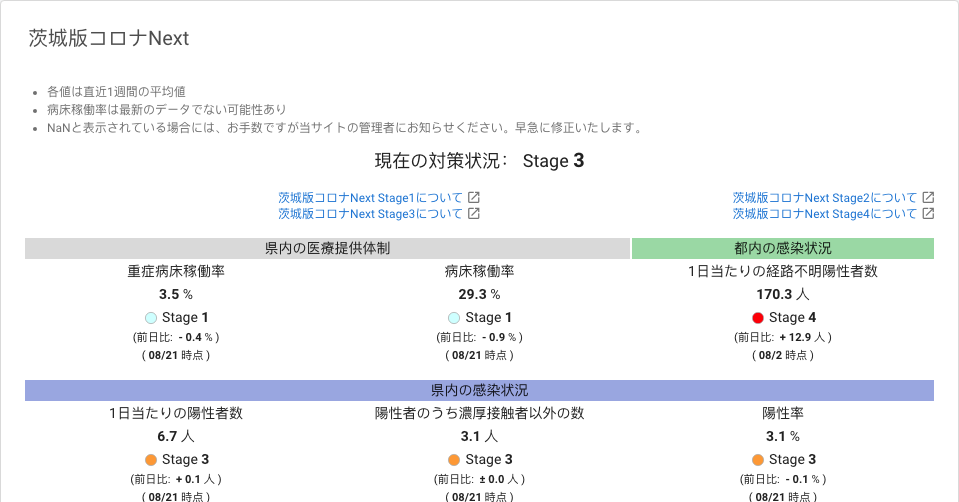 茨城版コロナNext
各値は直近1週間の平均値
病床稼働率は最新のデータでない可能性あり
NaNと表示されている場合には、お手数ですが当サイトの管理者にお知らせください。早急に修正いたします。
現在の対策状況： Stage 3
茨城版コロナNext Stage1について
茨城版コロナNext Stage2について
茨城版コロナNext Stage3について
茨城版コロナNext Stage4について
県内の医療提供体制
都内の感染状況
重症病床稼働率
病床稼働率
1日当たりの経路不明陽性者数
3.5 %
29.3 %
170.3 人
Stage 1
Stage 1
Stage 4
(前日比: - 0.4 % )
(前日比: - 0.9 % )
(前日比: + 12.9 人 )
( 08/21 時点 )
( 08/21 時点 )
( 08/2 時点 )
県内の感染状況
1日当たりの陽性者数
陽性者のうち濃厚接触者以外の数
陽性率
6.7 人
3.1 人
3.1 %
Stage 3
Stage 3
Stage 3
(前日比: + 0.1 人 )
(前日比: ± 0.0 人 )
(前日比: - 0.1 % )
( 08/21 時点 )
( 08/21 時点 )
( 08/21 時点 )